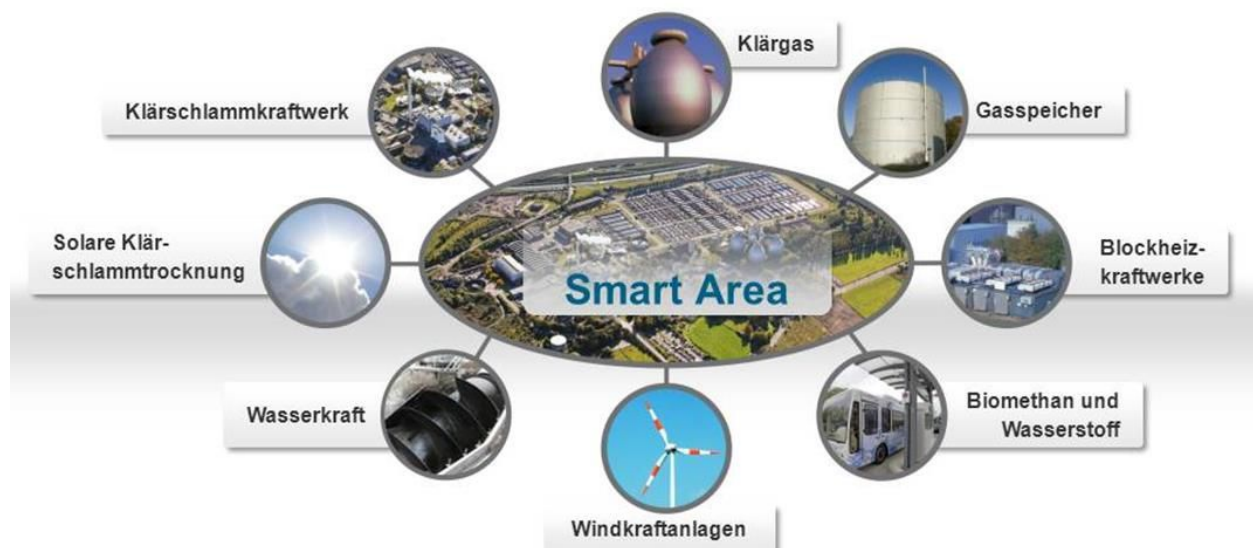 Klärgas
Klärschlammkraftwerk
Gasspeicher
Solare Klär-
schlammtrocknung
Smart Area
Blockheiz-
kraftwerke
Wasserkraft
Biomethan und
Wasserstoff
Windkraftanlagen